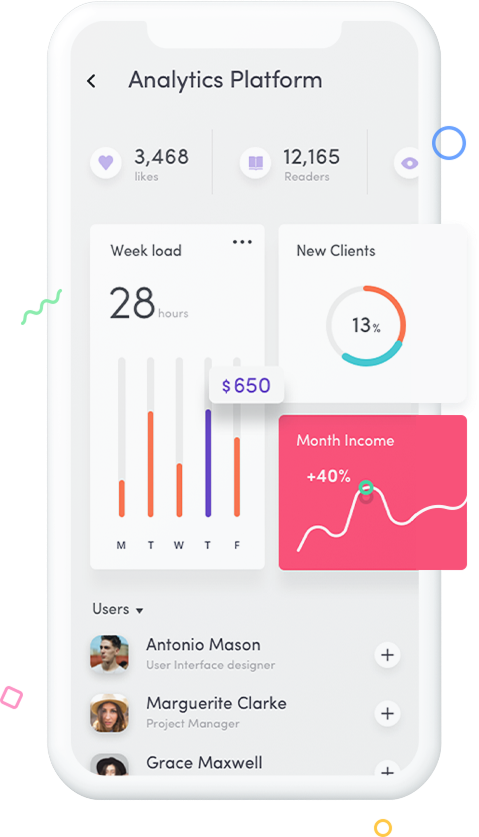 Analytics Platform
3,468
likes
12,165
Readers
Week load
28 hours
New Clients
13%
$650
Month Income
+40%
M T W T F
Users
Antonio Mason
User Interface designer
Marguerite Clarke
Project Manager
Grace Maxwell